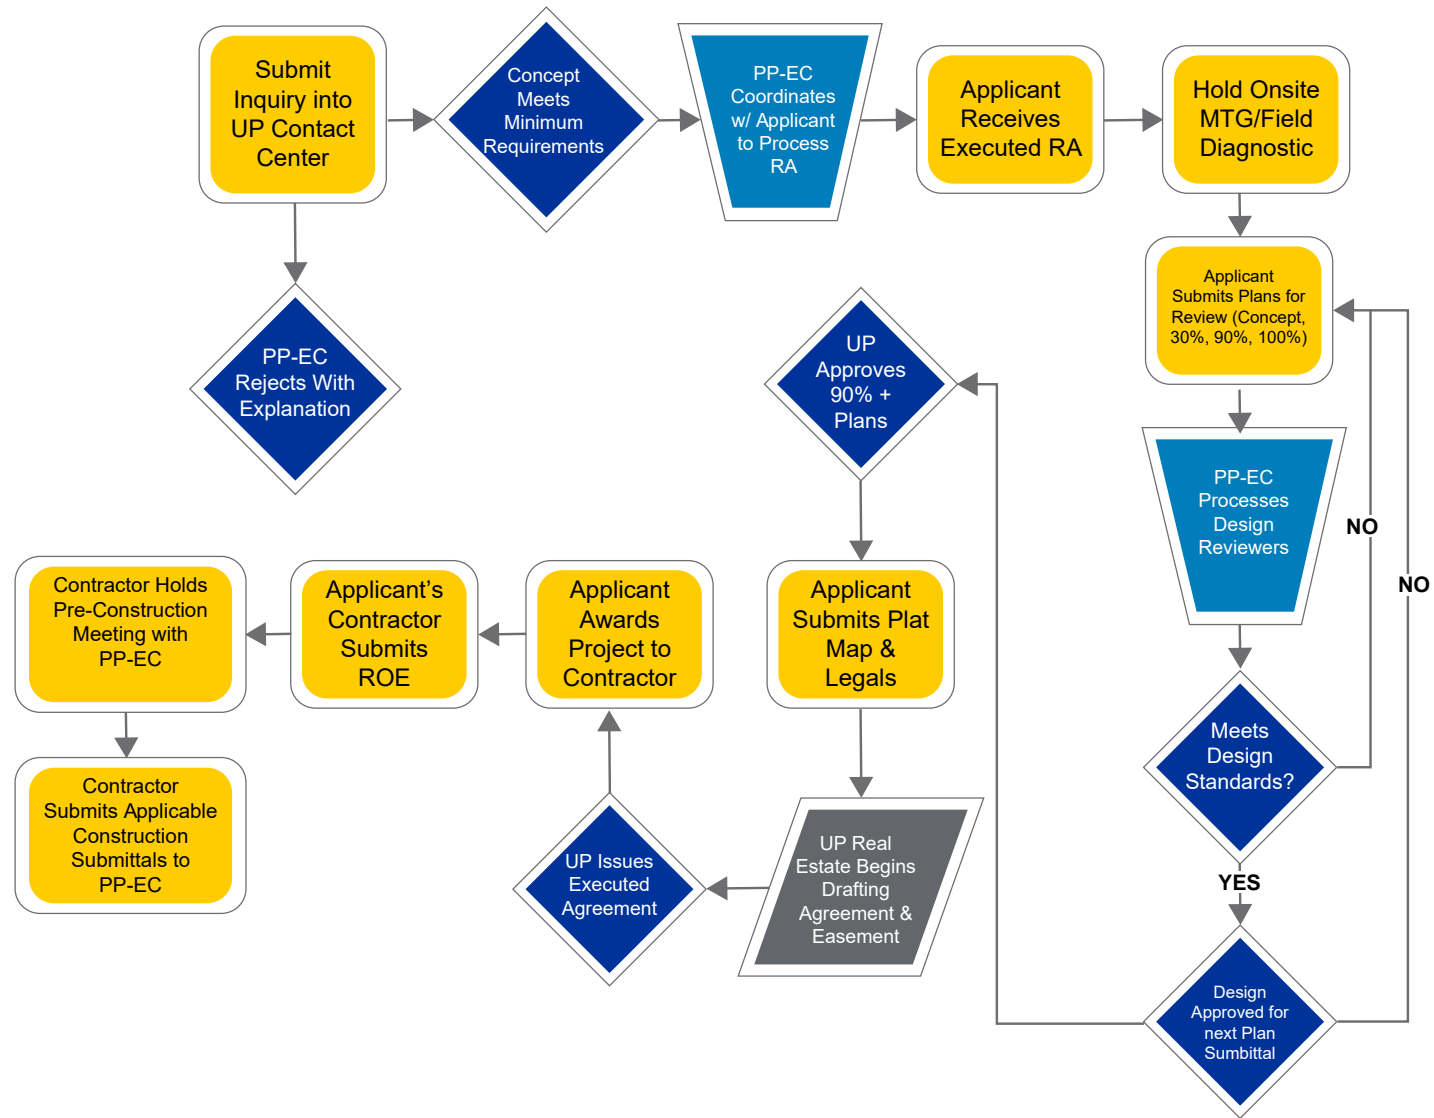 Submit
Inquiry into
UP Contact
Center
Concept
Meets
Minimum
Requirements
PP-EC
Coordinates
w/ Applicant
to Process
RA
Applicant
Receives
Executed RA
Hold Onsite
MTG/Field
Diagnostic
PP-EC
Rejects With
Explanation
Applicant
Submits Plans for
Review (Concept,
30%, 90%, 100%)
PP-EC
Processes
Design
Reviewers
NO
NO
Meets
Design
Standards?
YES
Design
Approved for
next Plan
Sumbittal
UP
Approves
90% +
Plans
Applicant
Submits Plat
Map &
Legals
UP Real
Estate Begins
Drafting
Agreement &
Easement
UP Issues
Executed
Agreement
Applicant
Awards
Project to
Contractor
Applicant’s
Contractor
Submits
ROE
Contractor Holds
Pre-Construction
Meeting with
PP-EC
Contractor
Submits Applicable
Construction
Submittals to
PP-EC